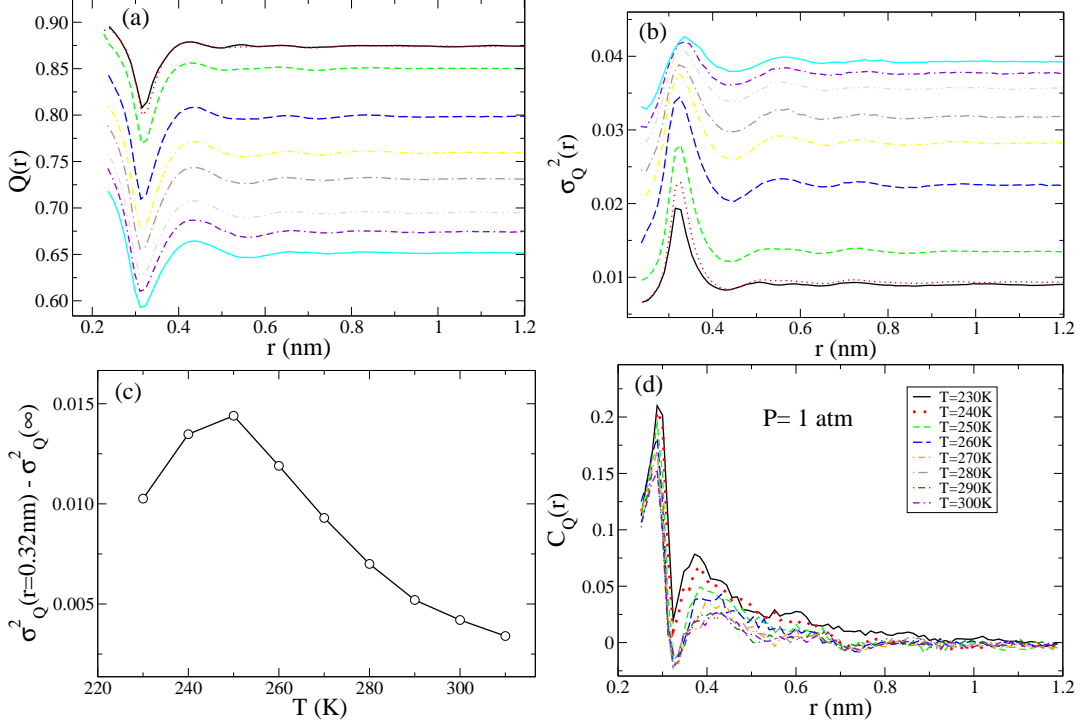 (a)
0.90
0.85
0.80
0.75
0.70
0.65
0.60
Q(r)
0.2 0.4 0.6 0.8 1 1.2
r (nm)
(b)
0.04
0.03
0.02
0.01
σ_Q^2(r)
0.4 0.6 0.8 1 1.2
r (nm)
(c)
0.015
0.010
0.005
σ^2_Q(r=0.32nm) - σ^2_Q(∞)
220 240 260 280 300
T (K)
(d)
P= 1 atm
T=230K
T=240K
T=250K
T=260K
T=270K
T=280K
T=290K
T=300K
0.2
0.15
0.1
0.05
0
C_Q(r)
0.2 0.4 0.6 0.8 1 1.2
r (nm)